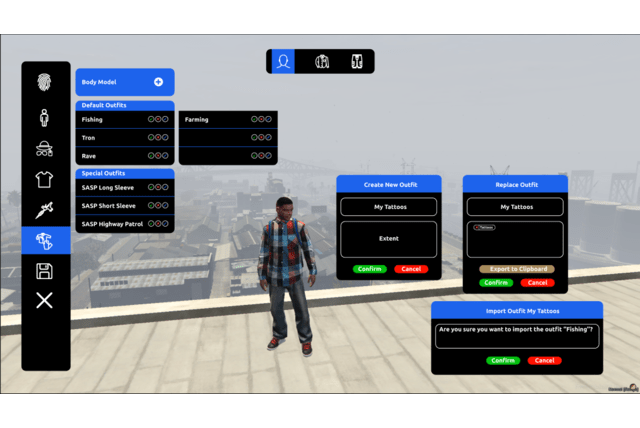 Body Model
Default Outfits
Fishing
Farming
Tron
Rave
Special Outfits
SASP Long Sleeve
SASP Short Sleeve
SASP Highway Patrol
Create New Outfit
My Tattoos
Extent
Confirm Cancel
Replace Outfit
My Tattoos
Tattoos
Export to Clipboard
Confirm Cancel
Import Outfit My Tattoos
Are you sure you want to import the outfit "Fishing"?
Confirm Cancel